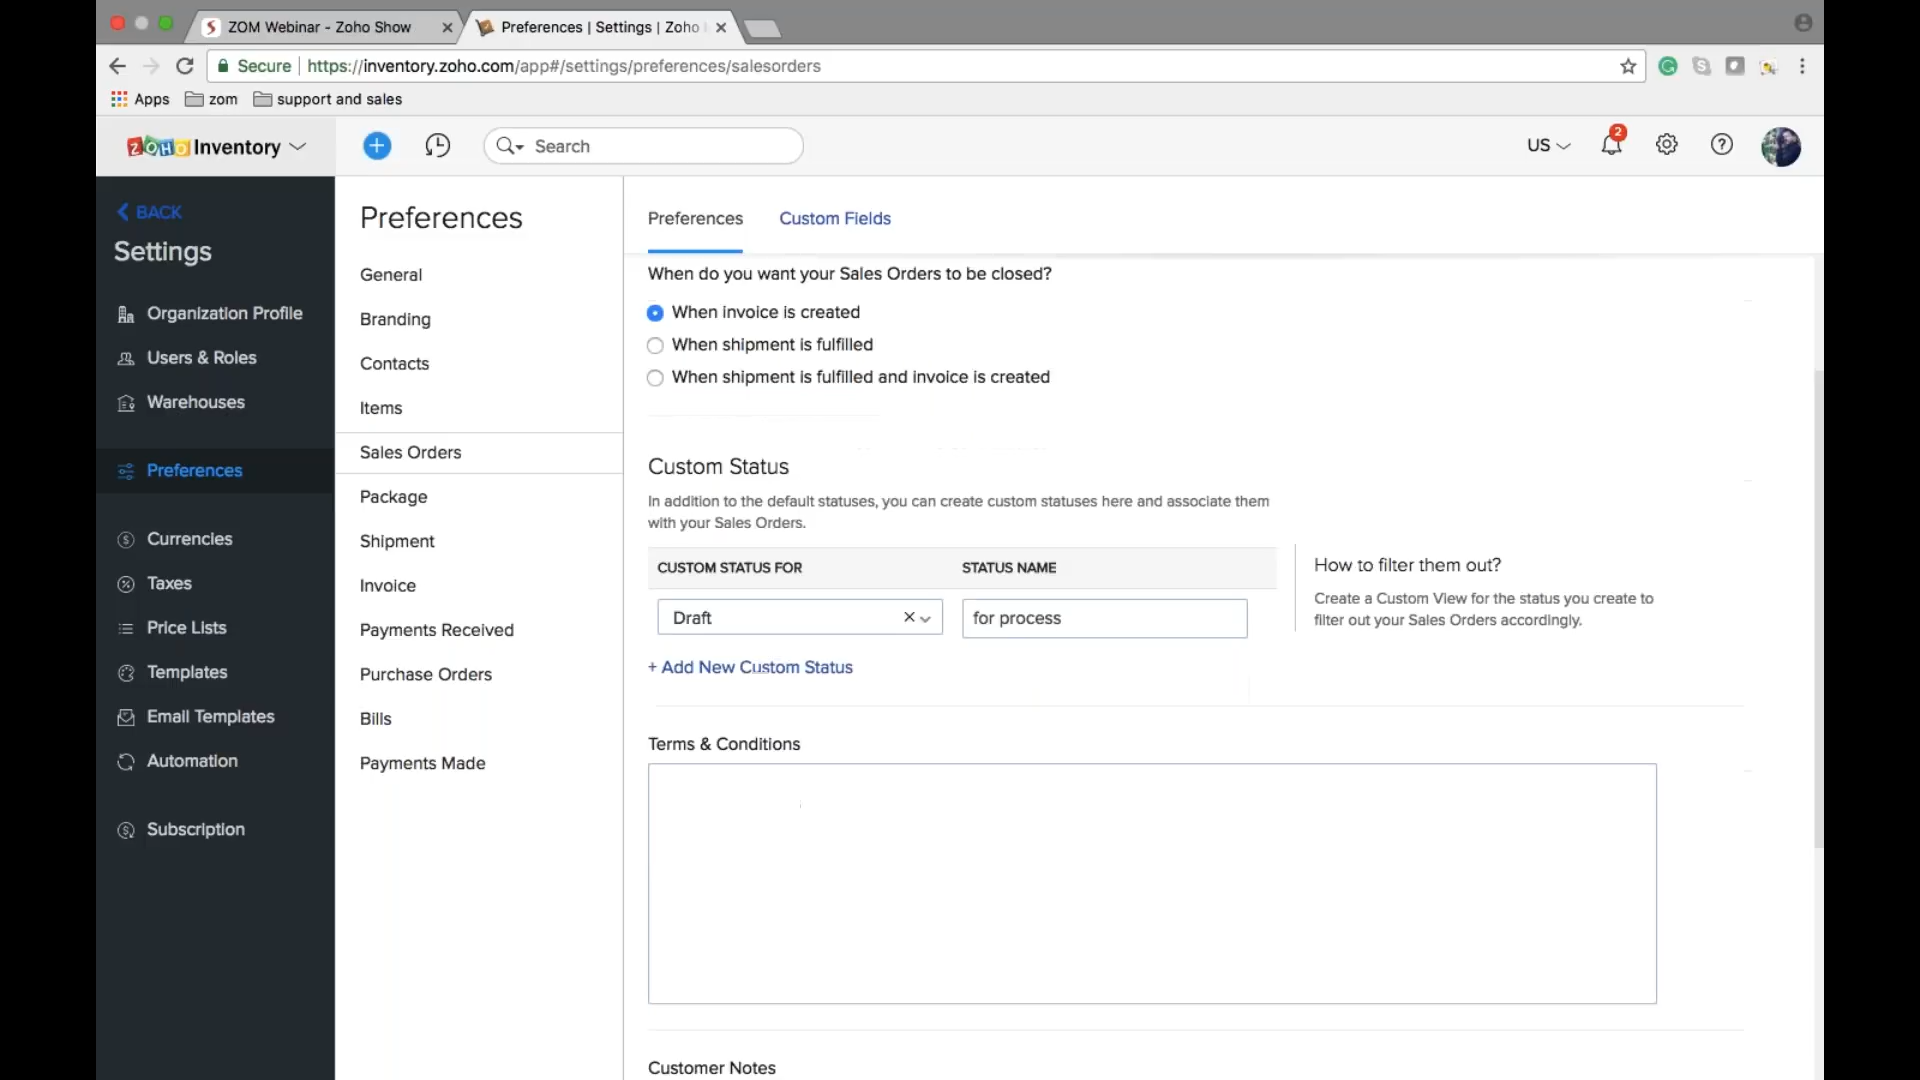 ZOM Webinar - Zoho Show
Preferences | Settings | Zoho
Secure
https://inventory.zoho.com/app#/settings/preferences/salesorders
Apps
zom
support and sales
ZOHO Inventory
Search
US
2
BACK
Settings
Organization Profile
Users & Roles
Warehouses
Preferences
Currencies
Taxes
Price Lists
Templates
Email Templates
Automation
Subscription
Preferences
General
Branding
Contacts
Items
Sales Orders
Package
Shipment
Invoice
Payments Received
Purchase Orders
Bills
Payments Made
Preferences
Custom Fields
When do you want your Sales Orders to be closed?
When invoice is created
When shipment is fulfilled
When shipment is fulfilled and invoice is created
Custom Status
In addition to the default statuses, you can create custom statuses here and associate them
with your Sales Orders.
CUSTOM STATUS FOR
STATUS NAME
Draft
for process
+ Add New Custom Status
How to filter them out?
Create a Custom View for the status you create to
filter out your Sales Orders accordingly.
Terms & Conditions
Customer Notes